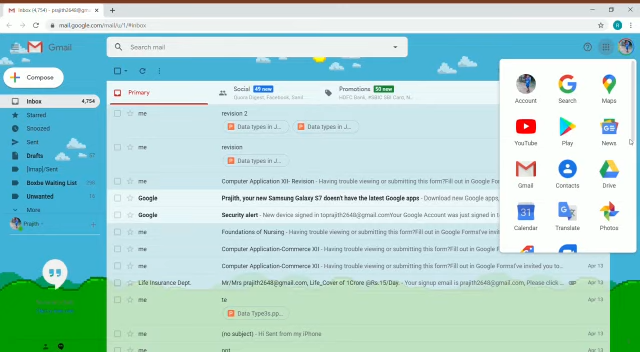 Inbox (4,754) - prajith2648@gm
mail.google.com/mail/u/1/#inbox
Gmail
Search mail
Compose
Inbox 4,754
Starred
Snoozed
Sent
Drafts 37
[Imap]/Sent
Boxbe Waiting List
Unwanted
More
Prajith
Primary
Social 49 new
Quora Digest, Facebook, Daml
Promotions 50 new
HDFC Bank,
me revision 2
Data types in J...
Data types in J...
me revision
Data types in J...
me Computer Application XII- Revision - Having trouble viewing or submitting this form? Fill out in Google Form
Google Prajith, your new Samsung Galaxy S7 doesn't have the latest Google apps - Download new Google apps,
Google Security alert - New device signed in toprajith2648@gmail.comYour Google Account was just signed in t
me Foundations of Nursing - Having trouble viewing or submitting this form?Fill out in Google Forms
me Computer Application-Commerce XII - Having trouble viewing or submitting this form?Fill out in Google Form
me Computer Application-Commerce XII - Having trouble viewing or submitting this form?Fill out in Google FormsI've invited you to Apr 13
Life Insurance Dept. Mr/Mrs prajith2648@gmail.com, Life_Cover of 1Crore @Rs.15/Day. - Your signup email is prajith2648@gmail.com, Please click ... Apr 13
me te
Data Type3s.pp...
me (no subject) - Hi Sent from my iPhone Apr 13
me ppt Apr 13
Account
Search
Maps
YouTube
Play
News
Gmail
Contacts
Drive
Calendar
Translate
Photos